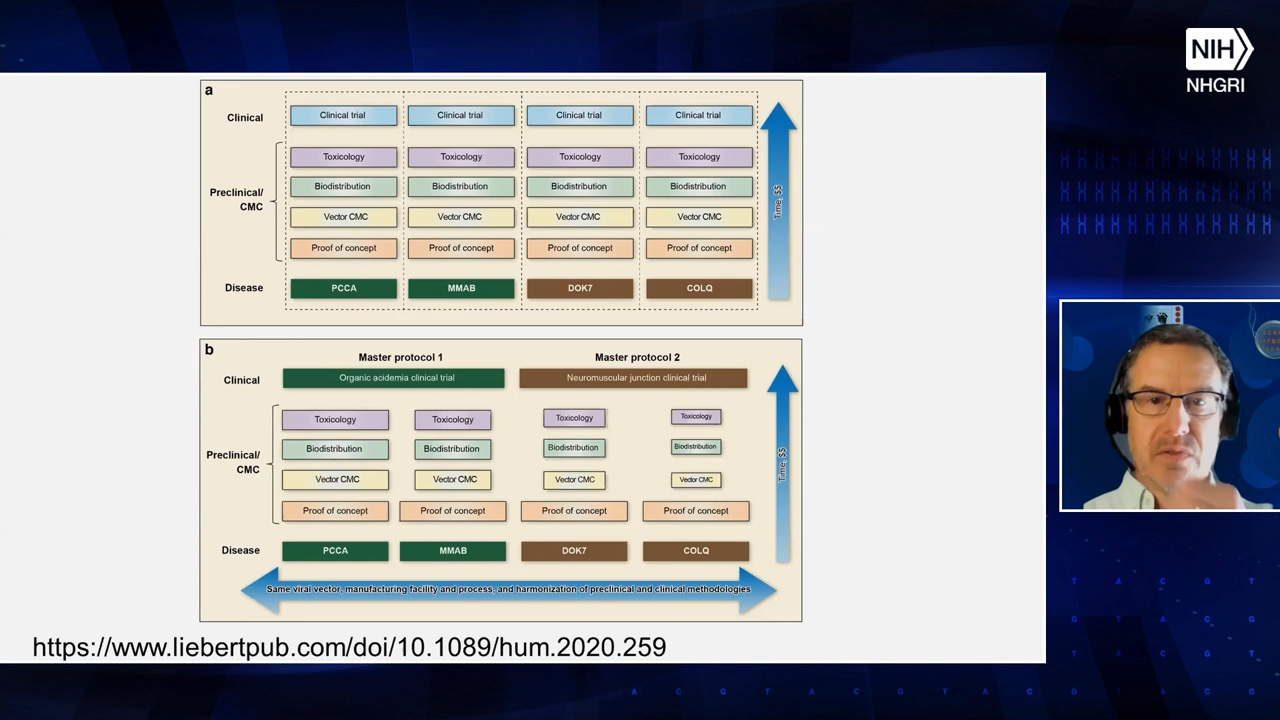 NIH
NHGRI
a
Clinical
Clinical trial Clinical trial Clinical trial Clinical trial
Toxicology Toxicology Toxicology Toxicology
Preclinical/
CMC
Biodistribution Biodistribution Biodistribution Biodistribution
Vector CMC Vector CMC Vector CMC Vector CMC
Proof of concept Proof of concept Proof of concept Proof of concept
Disease PCCA MMAB DOK7 COLQ
Time: $$
b
Master protocol 1 Master protocol 2
Clinical Organic acidemia clinical trial Neuromuscular junction clinical trial
Toxicology Toxicology Toxicology Toxicology
Preclinical/
CMC
Biodistribution Biodistribution Biodistribution Biodistribution
Vector CMC Vector CMC Vector CMC Vector CMC
Proof of concept Proof of concept Proof of concept Proof of concept
Disease PCCA MMAB DOK7 COLQ
Time: $$
Same viral vector, manufacturing facility and process, and harmonization of preclinical and clinical methodologies
https://www.liebertpub.com/doi/10.1089/hum.2020.259
T A C G T
G T A C
T A C G T
A C G T A C G T A C G T A C G T